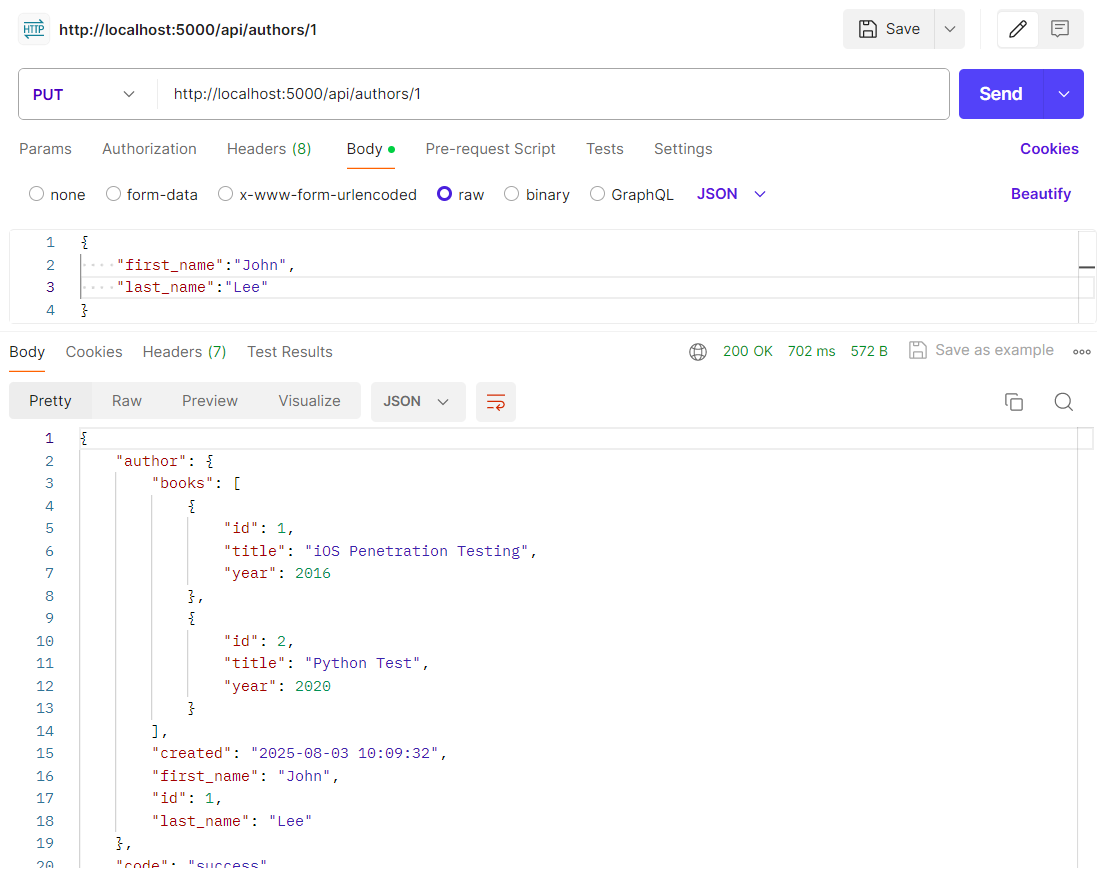 HTTP http://localhost:5000/api/authors/1 Save
PUT http://localhost:5000/api/authors/1 Send
Params Authorization Headers (8) Body Pre-request Script Tests Settings Cookies
none form-data x-www-form-urlencoded raw binary GraphQL JSON Beautify
1 {
2 ····"first_name":"John",
3 ····"last_name":"Lee"
4 }
Body Cookies Headers (7) Test Results 200 OK 702 ms 572 B Save as example
Pretty Raw Preview Visualize JSON
1 {
2 "author": {
3 "books": [
4 {
5 "id": 1,
6 "title": "iOS Penetration Testing",
7 "year": 2016
8 },
9 {
10 "id": 2,
11 "title": "Python Test",
12 "year": 2020
13 }
14 ],
15 "created": "2025-08-03 10:09:32",
16 "first_name": "John",
17 "id": 1,
18 "last_name": "Lee"
19 },
20 "code": "success"